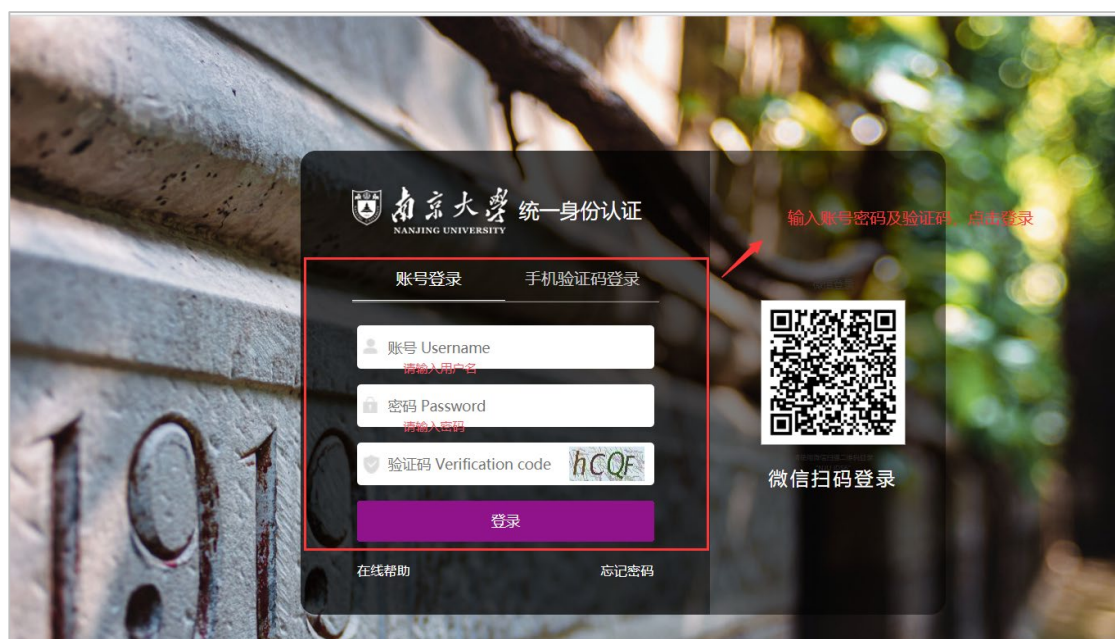 南京大学 统一身份认证
NANJING UNIVERSITY
输入账号密码及验证码，点击登录
账号登录 手机验证码登录
账号 Username
请输入用户名
密码 Password
请输入密码
验证码 Verification code hCQF
登录
在线帮助 忘记密码
微信扫码登录
1919